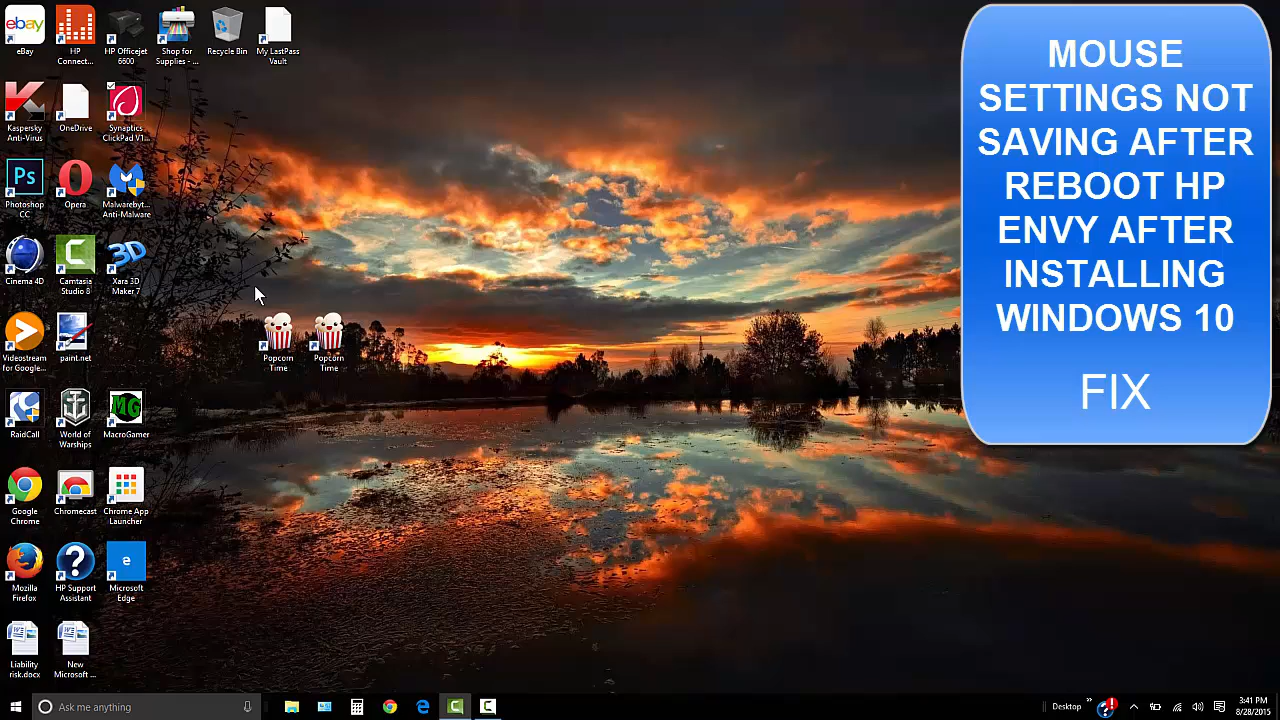 eBay
HP
Connect...
HP Officejet
6600
Shop for
Supplies - ...
Recycle Bin
My LastPass
Vault
Kaspersky
Anti-Virus
OneDrive
Synaptics
ClickPad V1...
Photoshop
CC
Opera
Malwarebyt...
Anti-Malware
Cinema 4D
Camtasia
Studio 8
Xara 3D
Maker 7
Videostream
for Google...
paint.net
Popcorn
Time
Popcorn
Time
RaidCall
World of
Warships
MacroGamer
Google
Chrome
Chromecast
Chrome App
Launcher
Mozilla
Firefox
HP Support
Assistant
Microsoft
Edge
Liability
risk.docx
New
Microsoft ...
MOUSE
SETTINGS NOT
SAVING AFTER
REBOOT HP
ENVY AFTER
INSTALLING
WINDOWS 10
FIX
Ask me anything
Desktop
3:41 PM
8/28/2015